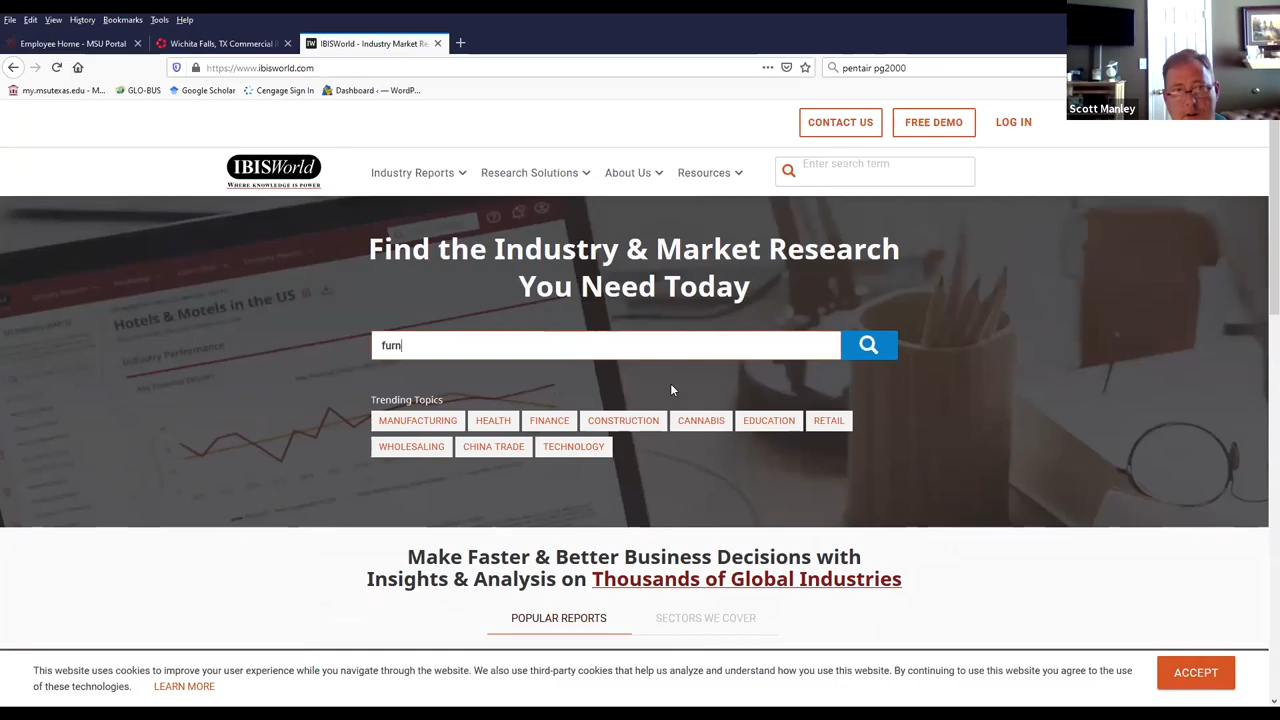 File Edit View History Bookmarks Tools Help
Employee Home - MSU Portal
Wichita Falls, TX Commercial
IBISWorld - Industry Market Re
https://www.ibisworld.com
pentair pg2000
my.msutexas.edu - M...
GLO-BUS
Google Scholar
Cengage Sign In
Dashboard ‹ — WordP...
Scott Manley
CONTACT US
FREE DEMO
LOG IN
IBISWorld
WHERE KNOWLEDGE IS POWER
Industry Reports
Research Solutions
About Us
Resources
Enter search term
Find the Industry & Market Research
You Need Today
Hotels & Motels in the US
Industry Performance
furn
Trending Topics
MANUFACTURING HEALTH FINANCE CONSTRUCTION CANNABIS EDUCATION RETAIL
WHOLESALING CHINA TRADE TECHNOLOGY
Make Faster & Better Business Decisions with
Insights & Analysis on Thousands of Global Industries
POPULAR REPORTS
SECTORS WE COVER
This website uses cookies to improve your user experience while you navigate through the website. We also use third-party cookies that help us analyze and understand how you use this website. By continuing to use this website you agree to the use
of these technologies. LEARN MORE
ACCEPT